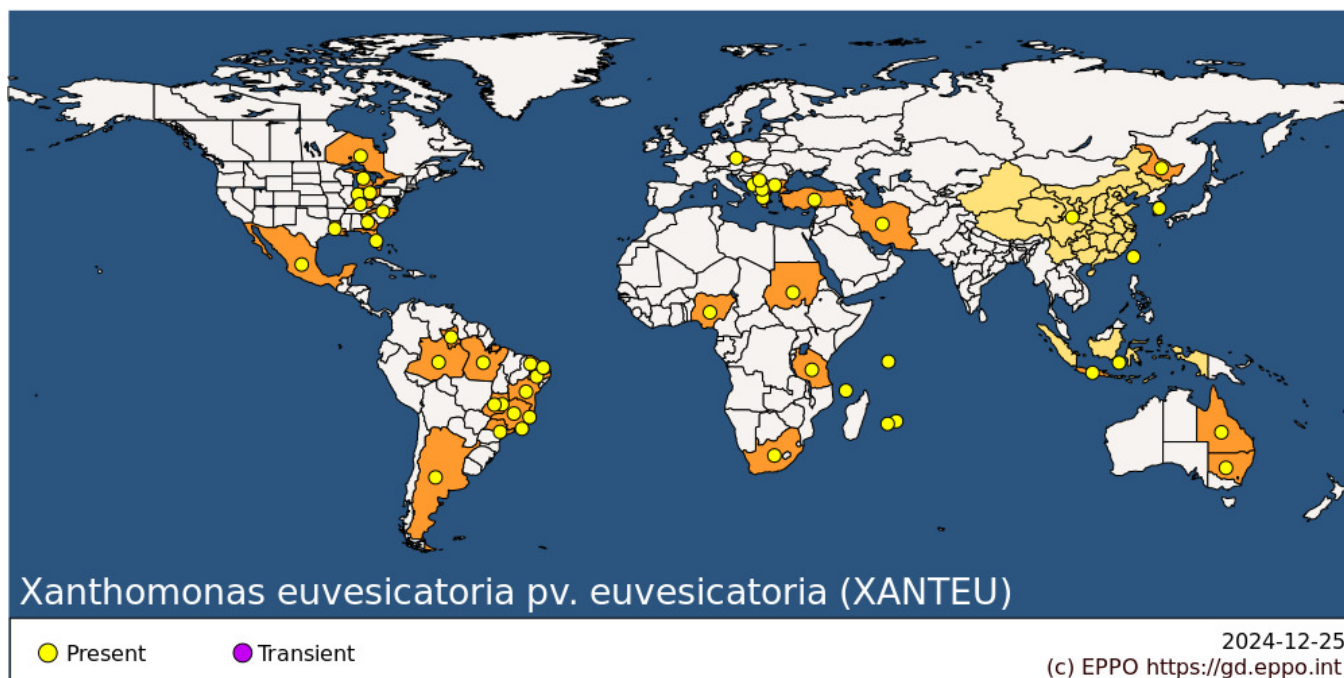 Xanthomonas euvesicatoria pv. euvesicatoria (XANTEU)
Present
Transient
2024-12-25
(c) EPPO https://gd.eppo.int